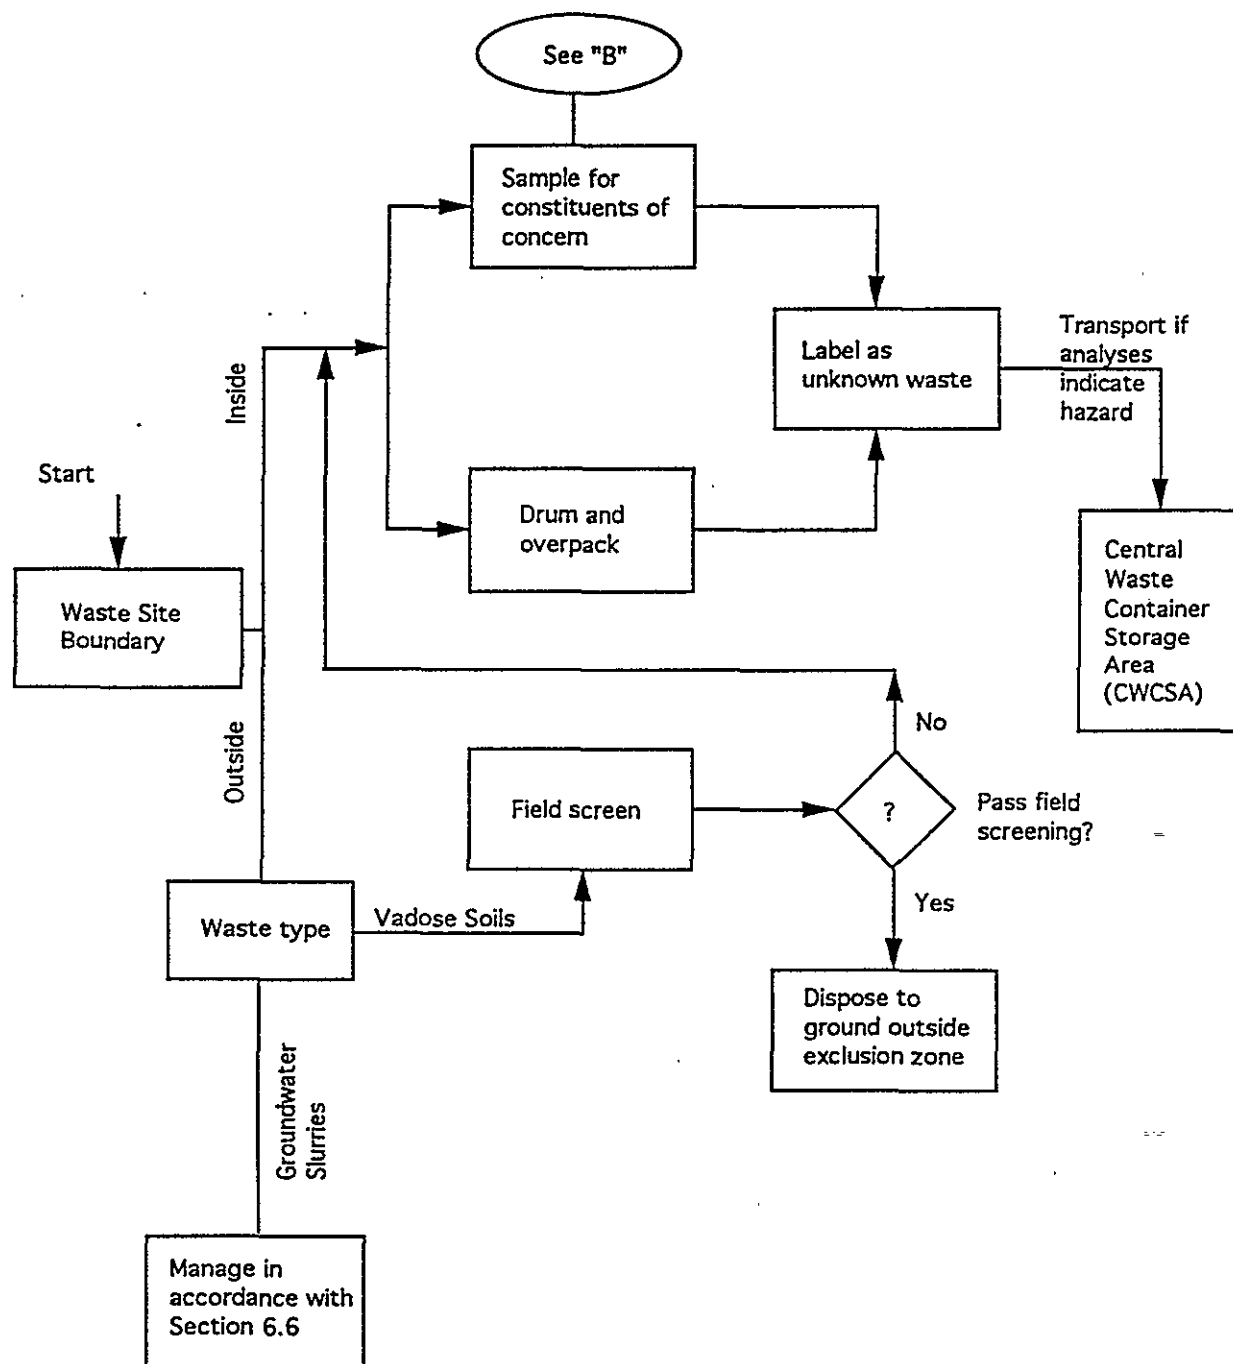 See "B"
Sample for
constituents of
concern
Inside
Label as
unknown waste
Transport if
analyses
indicate
hazard
Start
Drum and
overpack
Central
Waste
Container
Storage
Area
(CWCSA)
Waste Site
Boundary
Outside
No
Field screen
?
Pass field
screening?
Waste type
Vadose Soils
Yes
Dispose to
ground outside
exclusion zone
Groundwater
Slurries
Manage in
accordance with
Section 6.6